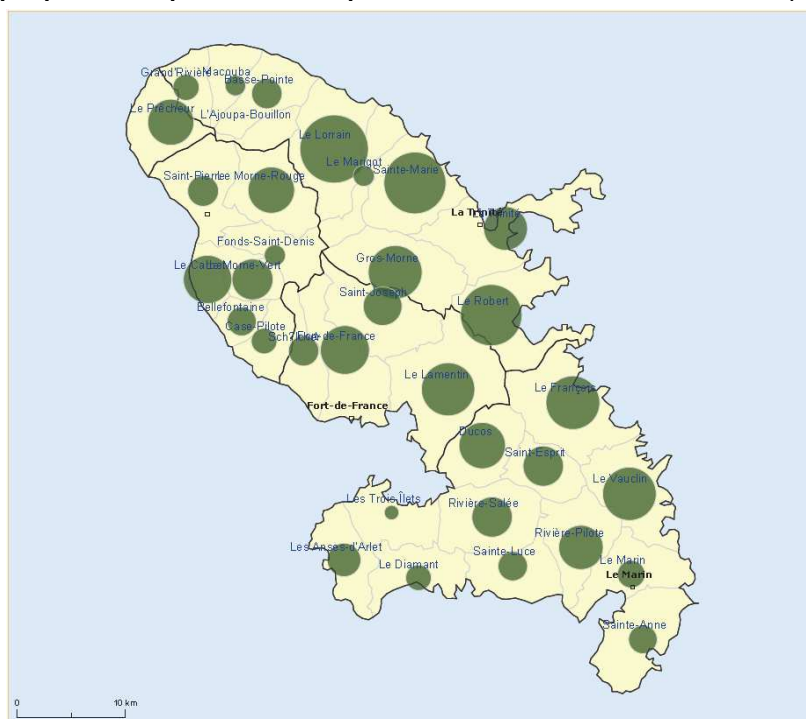 Grand'Rivière
Macouba
Basse-Pointe
Le Prêcheur
L'Ajoupa-Bouillon
Le Lorrain
Le Marigot
Sainte-Marie
Saint-Pierre
Le Morne-Rouge
La Trinité
La Trinité
Fonds-Saint-Denis
Le Carbet
Le Morne-Vert
Gros-Morne
Saint-Joseph
Le Robert
Bellefontaine
Case-Pilote
Fort-de-France
Le Lamentin
Le François
Fort-de-France
Ducos
Saint-Esprit
Le Vauclin
Les Trois-Îlets
Rivière-Salée
Rivière-Pilote
Les Anses-d'Arlet
Le Diamant
Sainte-Luce
Le Marin
Le Marin
Sainte-Anne
0 10 km